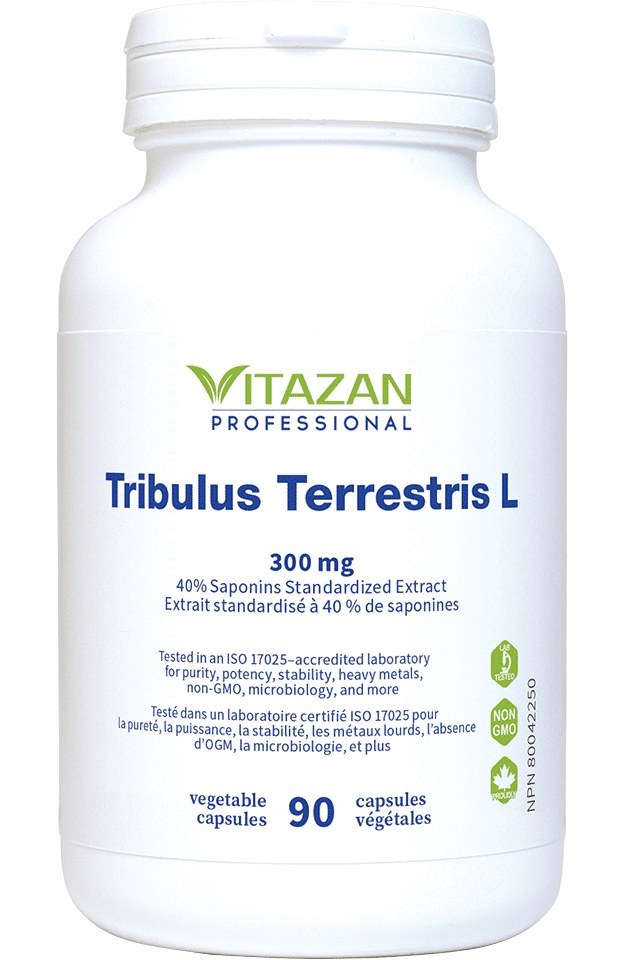 VITAZAN
PROFESSIONAL
Tribulus Terrestris L
300 mg
40% Saponins Standardized Extract
Extrait standardisé à 40 % de saponines
Tested in an ISO 17025–accredited laboratory
for purity, potency, stability, heavy metals,
non-GMO, microbiology, and more
Testé dans un laboratoire certifié ISO 17025 pour
la pureté, la puissance, la stabilité, les métaux lourds, l’absence
d’OGM, la microbiologie, et plus
LAB
TESTED
NON
GMO
PROUDLY
NPN 80042250
vegetable
capsules
90
capsules
végétales